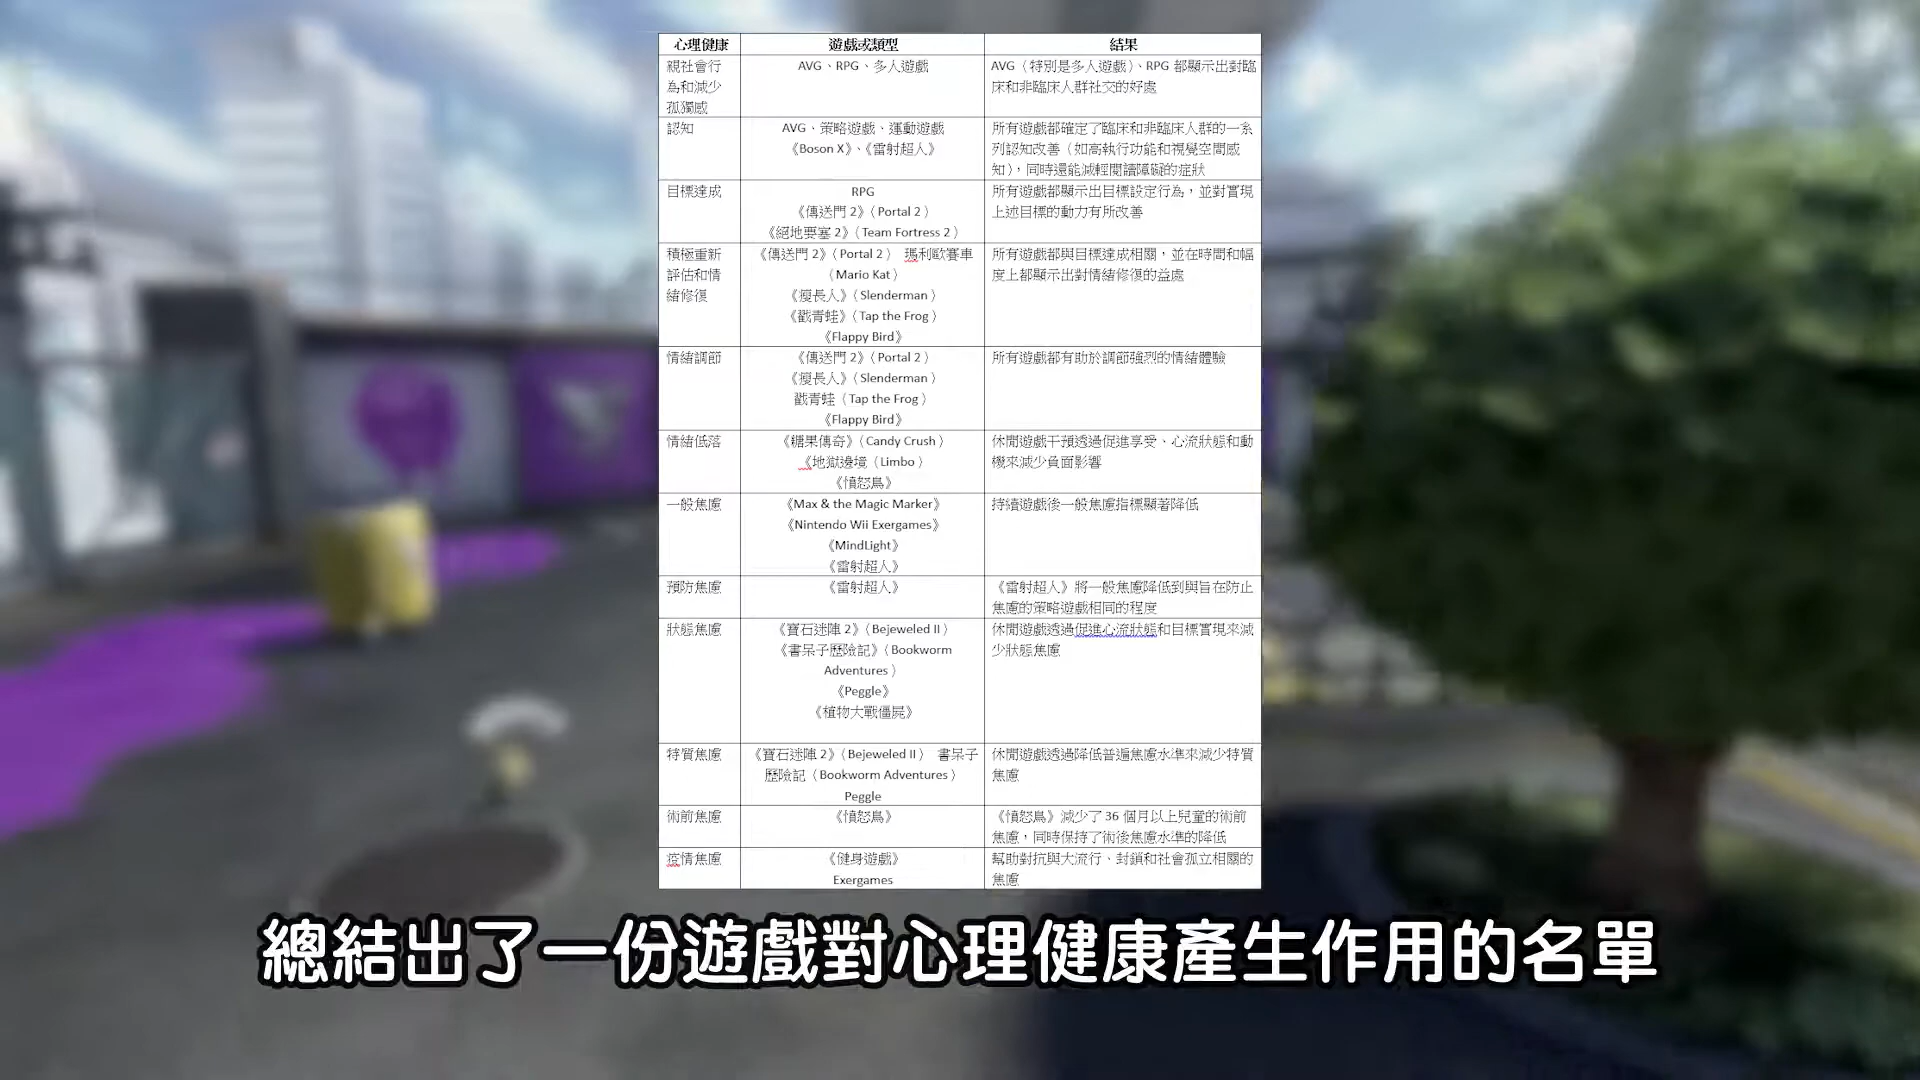 心理健康 遊戲或類型 結果
親社會行 AVG、RPG、多人遊戲 AVG（特別是多人遊戲）、RPG 都顯示出對臨
為和減少 床和非臨床人群社交的好處
孤獨感
認知 AVG、策略遊戲、運動遊戲 所有遊戲都確定了臨床和非臨床人群的一系
《Boson X》、《雷射超人》 列認知改善（如高執行功能和視覺空間感
知），同時還能減輕閱讀障礙的症狀
目標達成 RPG 所有遊戲都顯示出目標設定行為，並對實現
《傳送門 2》（Portal 2） 上述目標的動力有所改善
《絕地要塞 2》（Team Fortress 2）
積極重新 《傳送門 2》（Portal 2） 瑪利歐賽車 所有遊戲都與目標達成相關，並在時間和幅
評估和情 （Mario Kat） 度上都顯示出對情緒修復的益處
緒修復 《瘦長人》（Slenderman）
《戳青蛙》（Tap the Frog）
《Flappy Bird》
情緒調節 《傳送門 2》（Portal 2） 所有遊戲都有助於調節強烈的情緒體驗
《瘦長人》（Slenderman）
戳青蛙（Tap the Frog）
《Flappy Bird》
情緒低落 《糖果傳奇》（Candy Crush） 休閒遊戲干預透過促進享受、心流狀態和動
《地獄邊境（Limbo） 機來減少負面影響
《憤怒鳥》
一般焦慮 《Max & the Magic Marker》 持續遊戲後一般焦慮指標顯著降低
《Nintendo Wii Exergames》
《MindLight》
《雷射超人》
預防焦慮 《雷射超人》 《雷射超人》將一般焦慮降低到與旨在防止
焦慮的策略遊戲相同的程度
狀態焦慮 《寶石迷陣 2》（Bejeweled II） 休閒遊戲透過促進心流狀態和目標實現來減
《書呆子歷險記》（Bookworm 少狀態焦慮
Adventures）
《Peggle》
《植物大戰僵屍》
特質焦慮 《寶石迷陣 2》（Bejeweled II） 書呆子 休閒遊戲透過降低普遍焦慮水準來減少特質
歷險記（Bookworm Adventures） 焦慮
Peggle
術前焦慮 《憤怒鳥》 《憤怒鳥》減少了 36 個月以上兒童的術前
焦慮，同時保持了術後焦慮水準的降低
疫情焦慮 《健身遊戲》 幫助對抗與大流行、封鎖和社會孤立相關的
Exergames 焦慮
總結出了一份遊戲對心理健康產生作用的名單